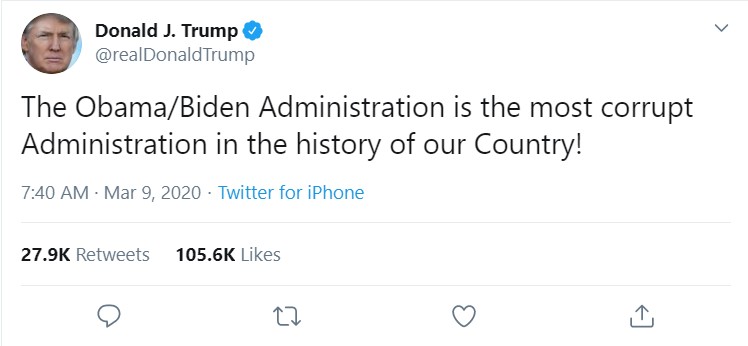 Donald J. Trump
@realDonaldTrump
The Obama/Biden Administration is the most corrupt
Administration in the history of our Country!
7:40 AM · Mar 9, 2020 · Twitter for iPhone
27.9K Retweets 105.6K Likes